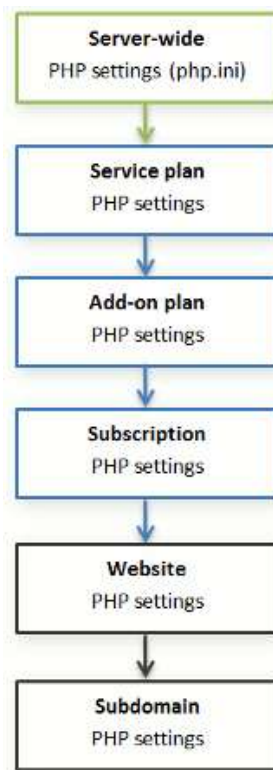 Server-wide
PHP settings (php.ini)
Service plan
PHP settings
Add-on plan
PHP settings
Subscription
PHP settings
Website
PHP settings
Subdomain
PHP settings